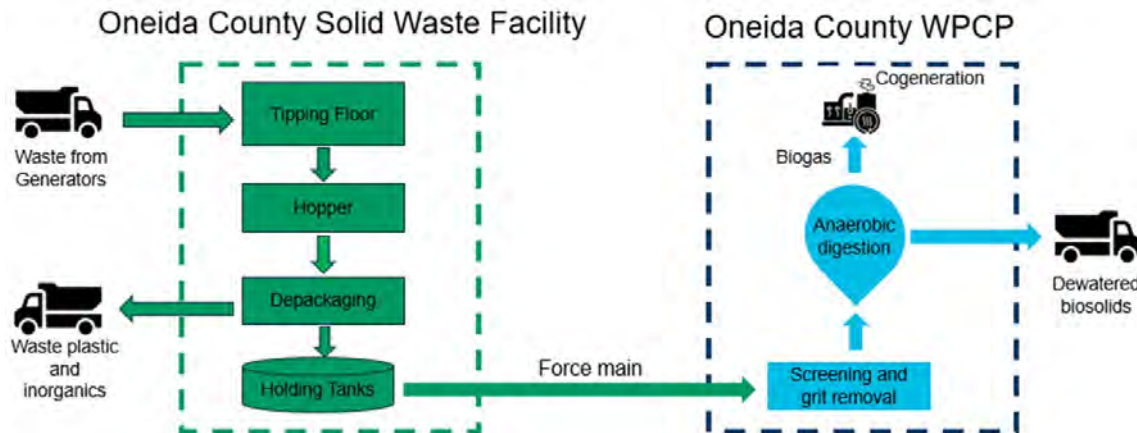 Oneida County Solid Waste Facility
Oneida County WPCP
Waste from
Generators
Tipping Floor
Hopper
Depackaging
Waste plastic
and
inorganics
Holding Tanks
Force main
Cogeneration
Biogas
Anaerobic
digestion
Dewatered
biosolids
Screening and
grit removal